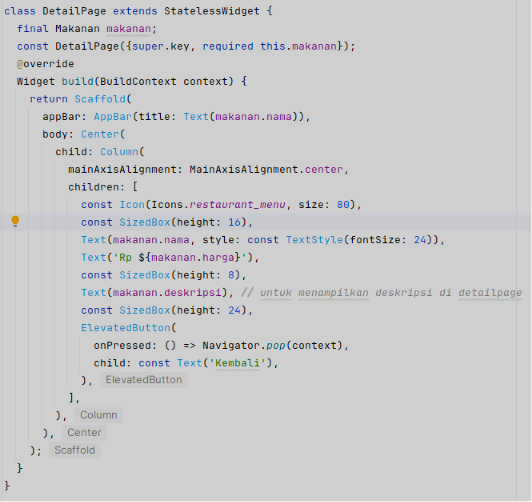 class DetailPage extends StatelessWidget {
  final Makanan makanan;
  const DetailPage({super.key, required this.makanan});
  @override
  Widget build(BuildContext context) {
    return Scaffold(
      appBar: AppBar(title: Text(makanan.nama)),
      body: Center(
        child: Column(
          mainAxisAlignment: MainAxisAlignment.center,
          children: [
            const Icon(Icons.restaurant_menu, size: 80),
            const SizedBox(height: 16),
            Text(makanan.nama, style: const TextStyle(fontSize: 24)),
            Text('Rp ${makanan.harga}'),
            const SizedBox(height: 8),
            Text(makanan.deskripsi), // untuk menampilkan deskripsi di detailpage
            const SizedBox(height: 24),
            ElevatedButton(
              onPressed: () => Navigator.pop(context),
              child: const Text('Kembali'),
            ), ElevatedButton
          ],
        ), Column
      ), Center
    ); Scaffold
  }
}